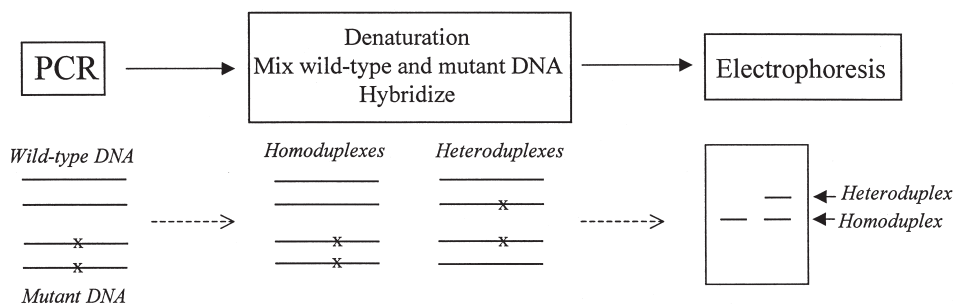 PCR
Denaturation
Mix wild-type and mutant DNA
Hybridize
Electrophoresis
Wild-type DNA
Homoduplexes
Heteroduplexes
x
x
x
x
x
x
Heteroduplex
Homoduplex
Mutant DNA